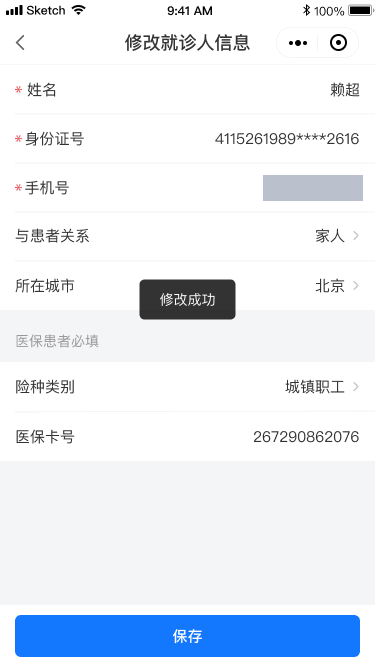 Sketch 9:41 AM 100%
修改就诊人信息
* 姓名 赖超
* 身份证号 4115261989****2616
* 手机号
与患者关系 家人
所在城市 北京
修改成功
医保患者必填
险种类别 城镇职工
医保卡号 267290862076
保存